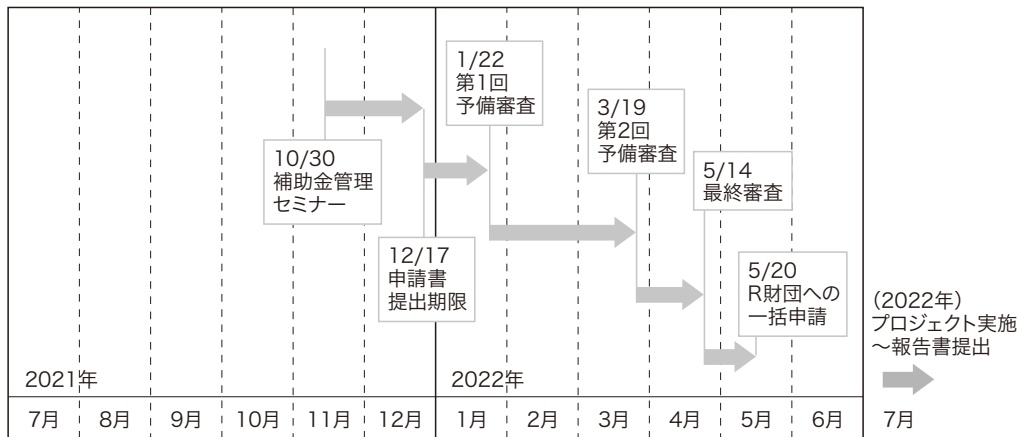 10/30
補助金管理
セミナー
12/17
申請書
提出期限
1/22
第1回
予備審査
3/19
第2回
予備審査
5/14
最終審査
5/20
R財団への
一括申請
(2022年)
プロジェクト実施
～報告書提出
2021年
2022年
7月
8月
9月
10月
11月
12月
1月
2月
3月
4月
5月
6月
7月